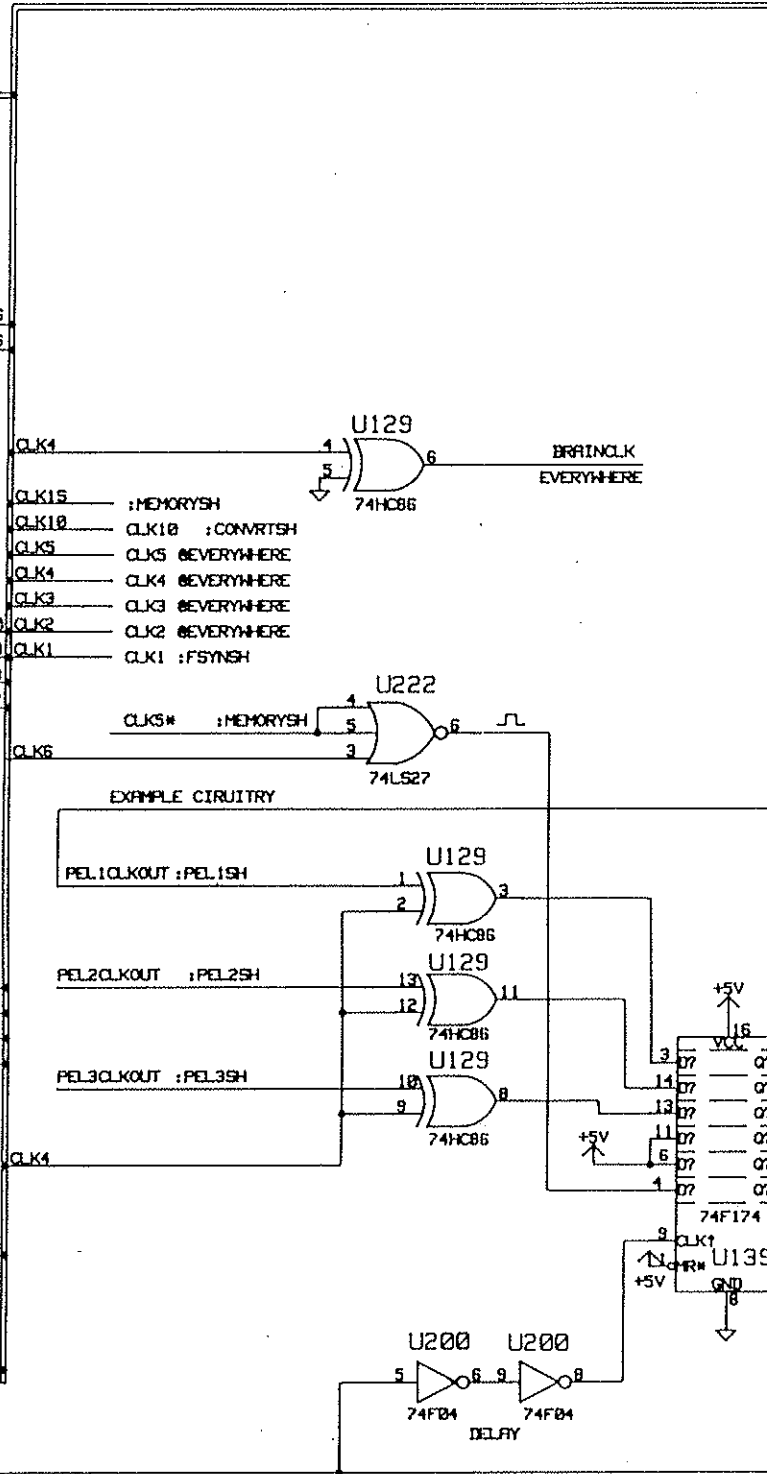 U129
CLK4
4
5
6
74HC86
BRAINCLK
EVERYWHERE
CLK1S :MEMORYSH
CLK10 CLK10 :CONVRTSH
CLK5 CLK5 @EVERYWHERE
CLK4 CLK4 @EVERYWHERE
CLK3 CLK3 @EVERYWHERE
CLK2 CLK2 @EVERYWHERE
CLK1 CLK1 :FSYNSH
U222
4
CLK5* :MEMORYSH 5
6
CLK6 3
74LS27
EXAMPLE CIRUITRY
U129
PEL1CLKOUT :PEL1SH 1
3
2
74HC86
U129
PEL2CLKOUT :PEL2SH 13
11
12
74HC86
U129
PEL3CLKOUT :PEL3SH 10
8
9
74HC86
CLK4
+5V
16
VCC
3 D?
14 D?
13 D?
11 D?
+5V
6 D?
4 D?
74F174
9 CLK↑
U139
1 MR*
+5V
GND
8
U200 U200
5 6 9 8
74F04 74F04
DELAY